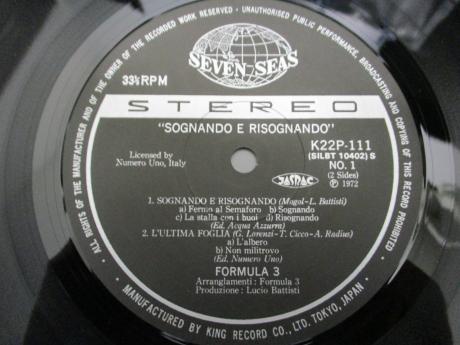 ALL RIGHTS OF THE MANUFACTURER AND OF THE OWNER OF THE RECORDED WORK RESERVED · UNAUTHORISED PUBLIC PERFORMANCE, BROADCASTING AND COPYING OF THIS RECORD PROHIBITED.
SEVEN SEAS
33⅓RPM
STEREO
"SOGNANDO E RISOGNANDO"
Licensed by
Numero Uno, Italy
JASRAC
K22P-111
(SILBT 10402) S
NO. 1
(2 Sides)
℗ 1972
1. SOGNANDO E RISOGNANDO (Mogol-L. Battisti)
a) Fermo al Semaforo b) Sognando
c) La stalla con i buoi d) Risognando
(Ed. Acqua Azzurra)
2. L'ULTIMA FOGLIA (G. Lorenzi-T. Cicco-A. Radius)
a) L'albero
b) Non militrovo
(Ed. Numero Uno)
FORMULA 3
Arranglamenti : Formula 3
Produzione : Lucio Battisti
MANUFACTURED BY KING RECORD CO., LTD. TOKYO, JAPAN.